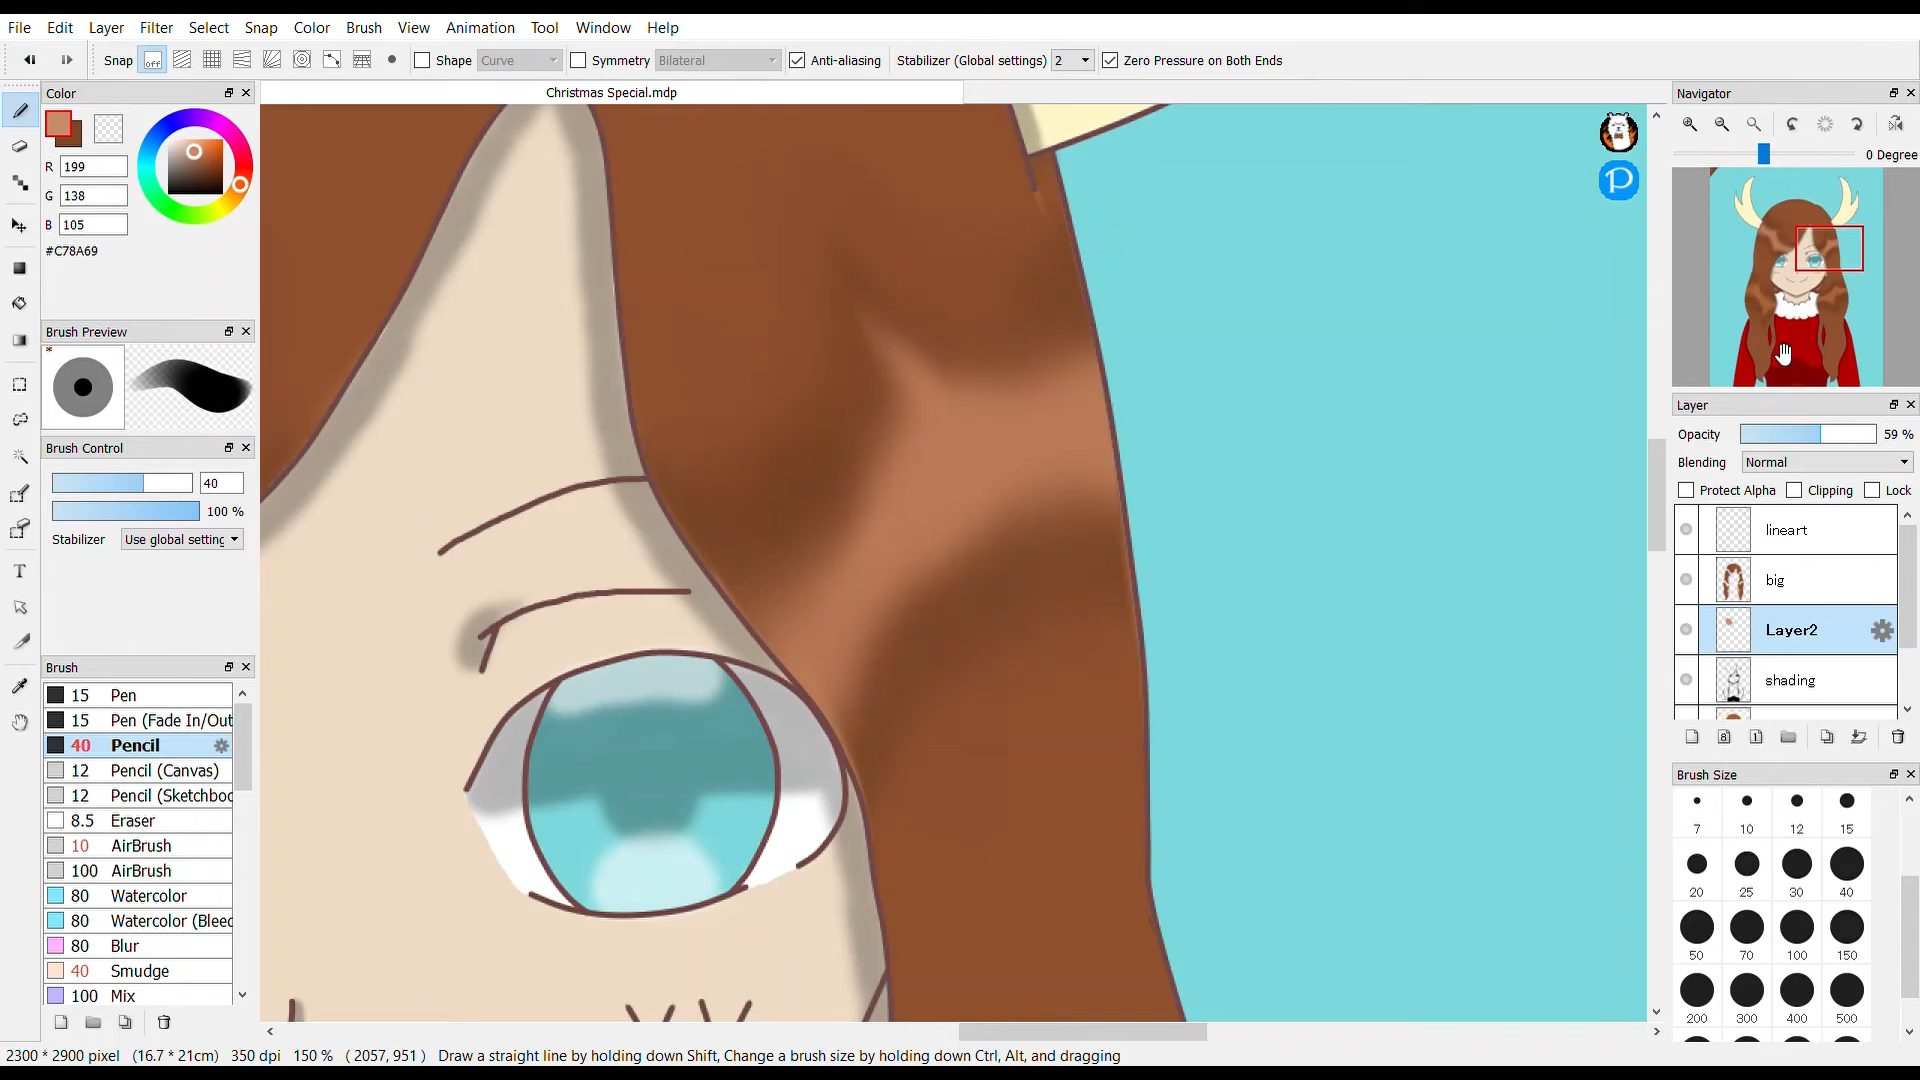 File Edit Layer Filter Select Snap Color Brush View Animation Tool Window Help
Snap off Shape Curve Symmetry Bilateral Anti-aliasing Stabilizer (Global settings) 2 Zero Pressure on Both Ends
Color
Christmas Special.mdp
Navigator
R 199
G 138
B 105
#C78A69
0 Degree
Brush Preview
Brush Control
40
100 %
Stabilizer Use global setting
Brush
15 Pen
15 Pen (Fade In/Out
40 Pencil
12 Pencil (Canvas)
12 Pencil (Sketchboo
8.5 Eraser
10 AirBrush
100 AirBrush
80 Watercolor
80 Watercolor (Bleed
80 Blur
40 Smudge
100 Mix
Layer
Opacity 59 %
Blending Normal
Protect Alpha Clipping Lock
lineart
big
Layer2
shading
8 1
Brush Size
7 10 12 15
20 25 30 40
50 70 100 150
200 300 400 500
2300 * 2900 pixel (16.7 * 21cm) 350 dpi 150 % ( 2057, 951 ) Draw a straight line by holding down Shift, Change a brush size by holding down Ctrl, Alt, and dragging